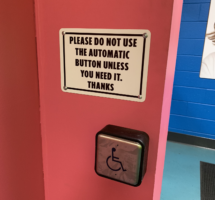 PLEASE DO NOT USE
THE AUTOMATIC
BUTTON UNLESS
YOU NEED IT.
THANKS